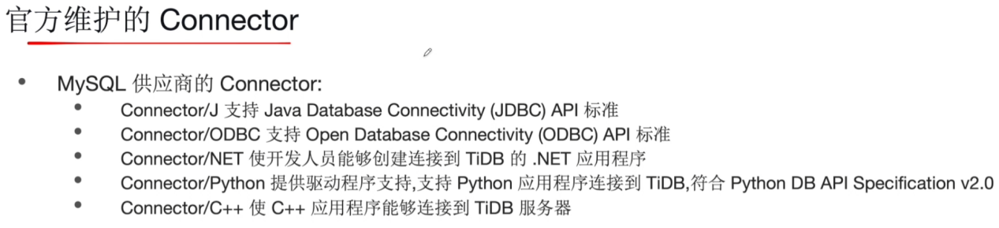 官方维护的 Connector
• MySQL 供应商的 Connector:
• Connector/J 支持 Java Database Connectivity (JDBC) API 标准
• Connector/ODBC 支持 Open Database Connectivity (ODBC) API 标准
• Connector/NET 使开发人员能够创建连接到 TiDB 的 .NET 应用程序
• Connector/Python 提供驱动程序支持,支持 Python 应用程序连接到 TiDB,符合 Python DB API Specification v2.0
• Connector/C++ 使 C++ 应用程序能够连接到 TiDB 服务器